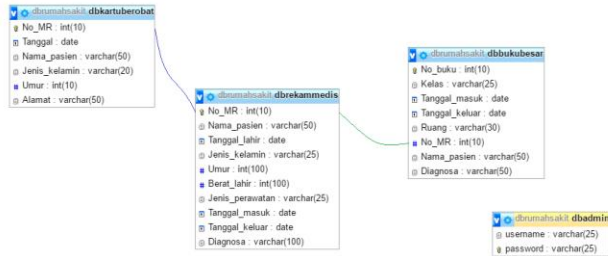 dbrumahsakit dbkartuberobat
No_MR : int(10)
Tanggal : date
Nama_pasien : varchar(50)
Jenis_kelamin : varchar(20)
Umur : int(10)
Alamat : varchar(50)
dbrumahsakit dbrekammedis
No_MR : int(10)
Nama_pasien : varchar(50)
Tanggal_lahir : date
Jenis_kelamin : varchar(25)
Umur : int(100)
Berat_lahir : int(100)
Jenis_perawatan : varchar(25)
Tanggal_masuk : date
Tanggal_keluar : date
Diagnosa : varchar(100)
dbrumahsakit dbbukubesar
No_buku : int(10)
Kelas : varchar(25)
Tanggal_masuk : date
Tanggal_keluar : date
Ruang : varchar(30)
No_MR : int(10)
Nama_pasien : varchar(50)
Diagnosa : varchar(50)
dbrumahsakit dbadmin
username : varchar(25)
password : varchar(25)